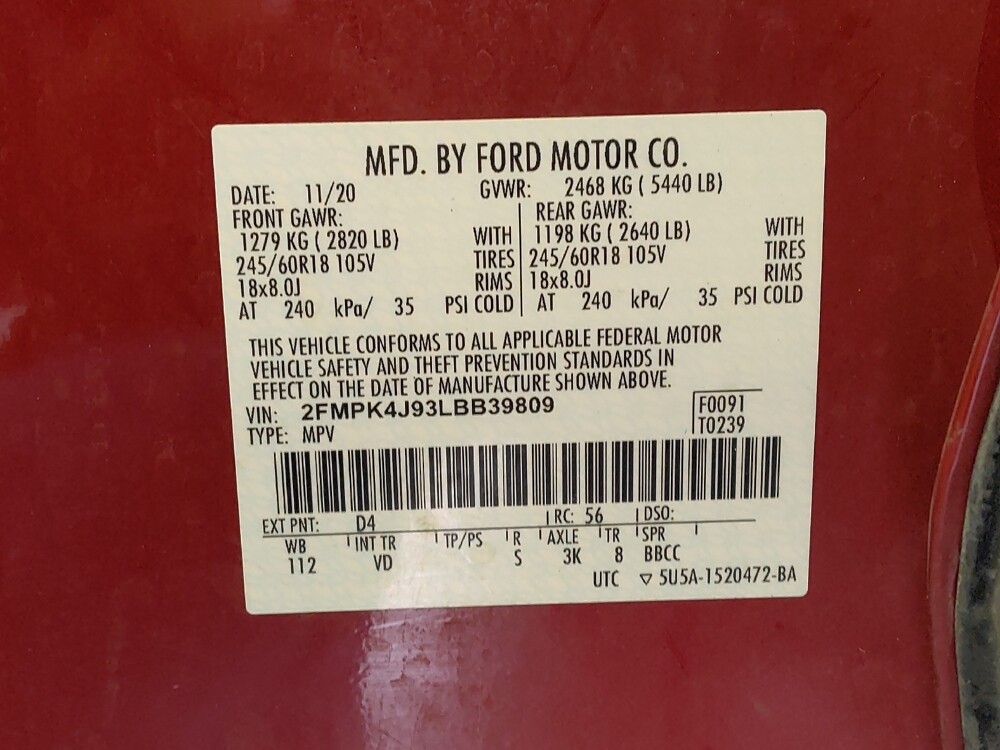 MFD. BY FORD MOTOR CO.
DATE: 11/20 GVWR: 2468 KG ( 5440 LB)
FRONT GAWR: REAR GAWR:
1279 KG ( 2820 LB) WITH 1198 KG ( 2640 LB) WITH
245/60R18 105V TIRES 245/60R18 105V TIRES
18x8.0J RIMS 18x8.0J RIMS
AT 240 kPa/ 35 PSI COLD AT 240 kPa/ 35 PSI COLD
THIS VEHICLE CONFORMS TO ALL APPLICABLE FEDERAL MOTOR
VEHICLE SAFETY AND THEFT PREVENTION STANDARDS IN
EFFECT ON THE DATE OF MANUFACTURE SHOWN ABOVE.
VIN: 2FMPK4J93LBB39809 F0091
TYPE: MPV T0239
EXT PNT: D4 RC: 56 DSO:
WB INT TR TP/PS R AXLE TR SPR
112 VD S 3K 8 BBCC
UTC ▽ 5U5A-1520472-BA